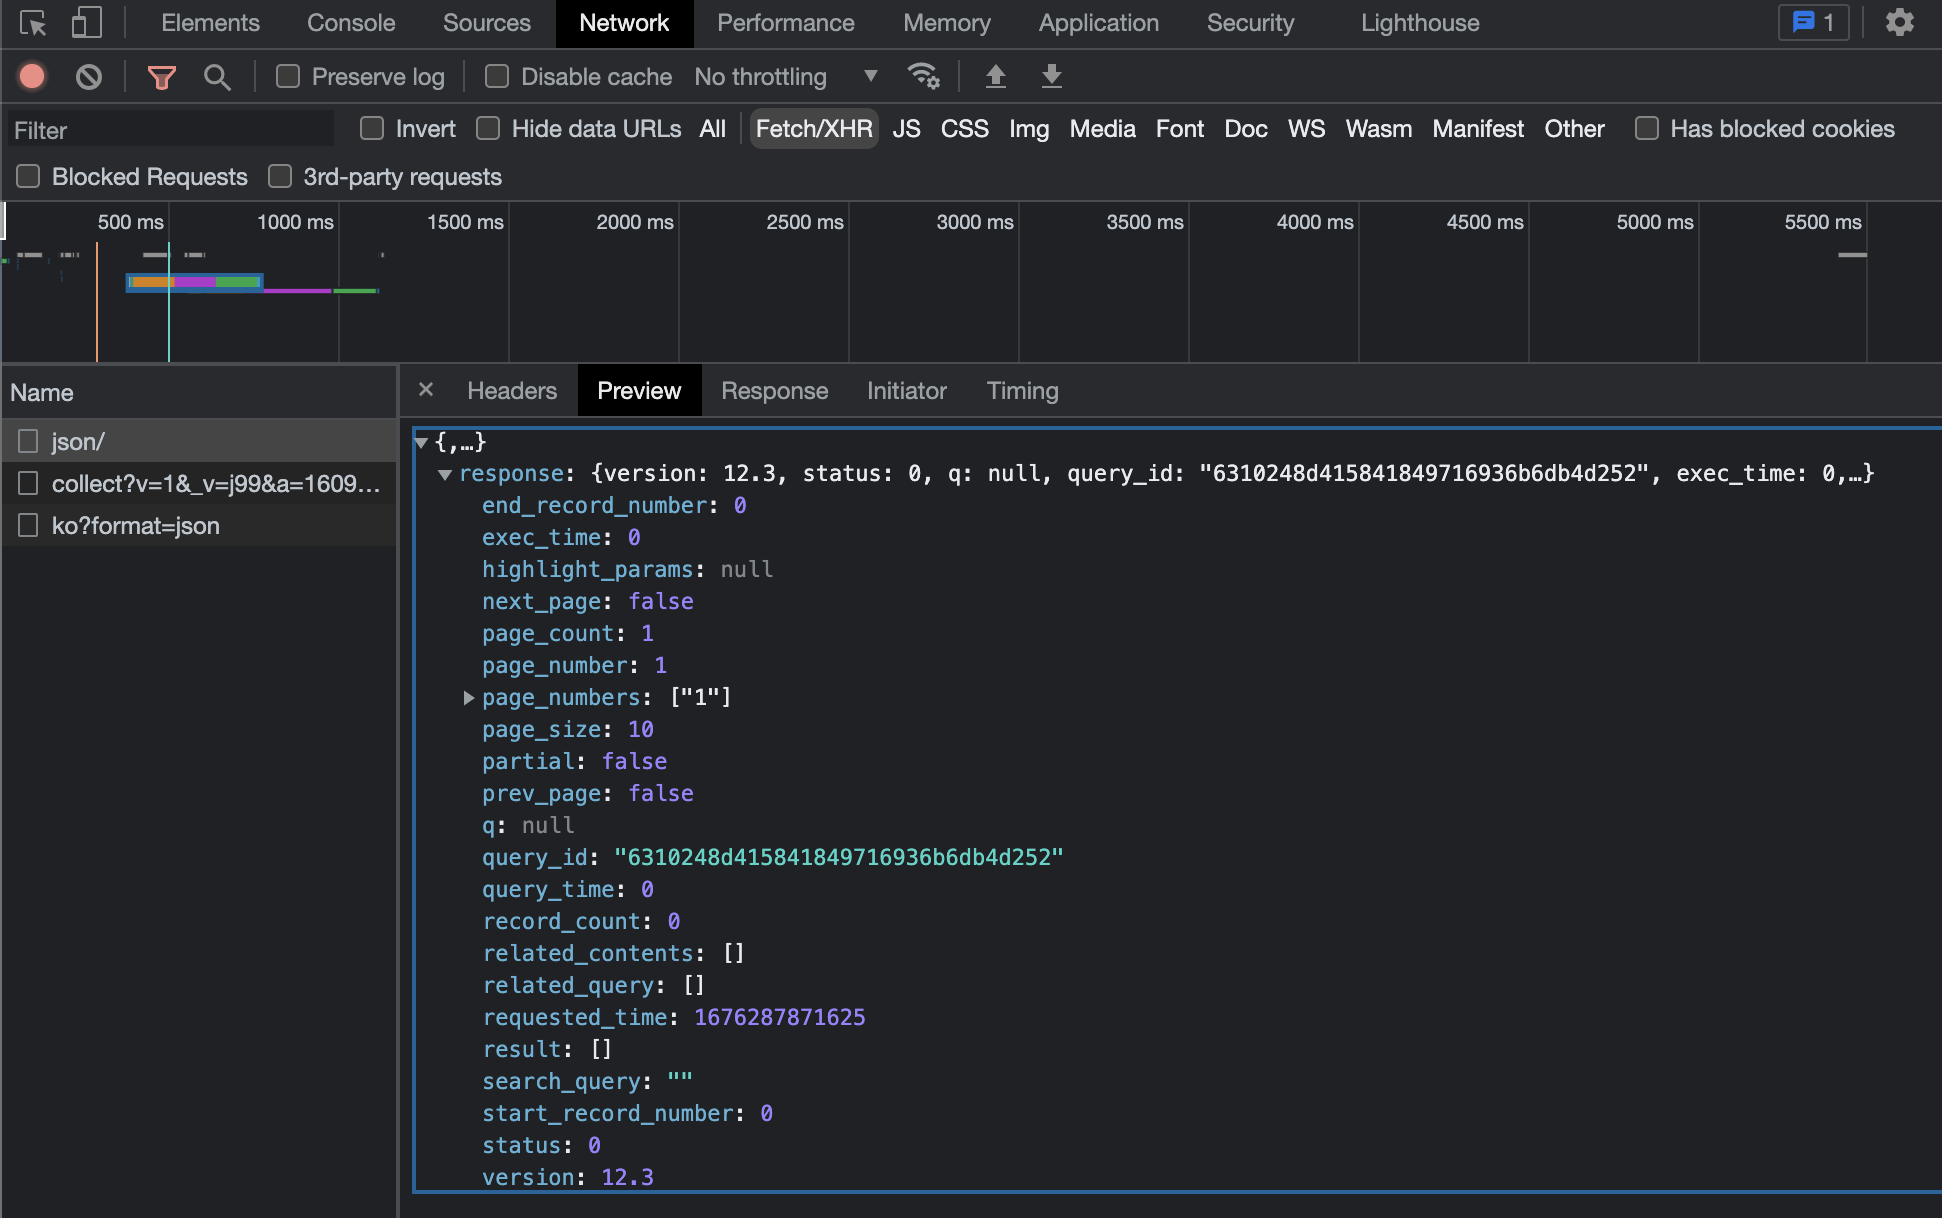 Elements Console Sources Network Performance Memory Application Security Lighthouse 1
Preserve log Disable cache No throttling
Filter Invert Hide data URLs All Fetch/XHR JS CSS Img Media Font Doc WS Wasm Manifest Other Has blocked cookies
Blocked Requests 3rd-party requests
500 ms 1000 ms 1500 ms 2000 ms 2500 ms 3000 ms 3500 ms 4000 ms 4500 ms 5000 ms 5500 ms
Name
json/
collect?v=1&_v=j99&a=1609...
ko?format=json
× Headers Preview Response Initiator Timing
{,…}
response: {version: 12.3, status: 0, q: null, query_id: "6310248d415841849716936b6db4d252", exec_time: 0,…}
end_record_number: 0
exec_time: 0
highlight_params: null
next_page: false
page_count: 1
page_number: 1
page_numbers: ["1"]
page_size: 10
partial: false
prev_page: false
q: null
query_id: "6310248d415841849716936b6db4d252"
query_time: 0
record_count: 0
related_contents: []
related_query: []
requested_time: 1676287871625
result: []
search_query: ""
start_record_number: 0
status: 0
version: 12.3